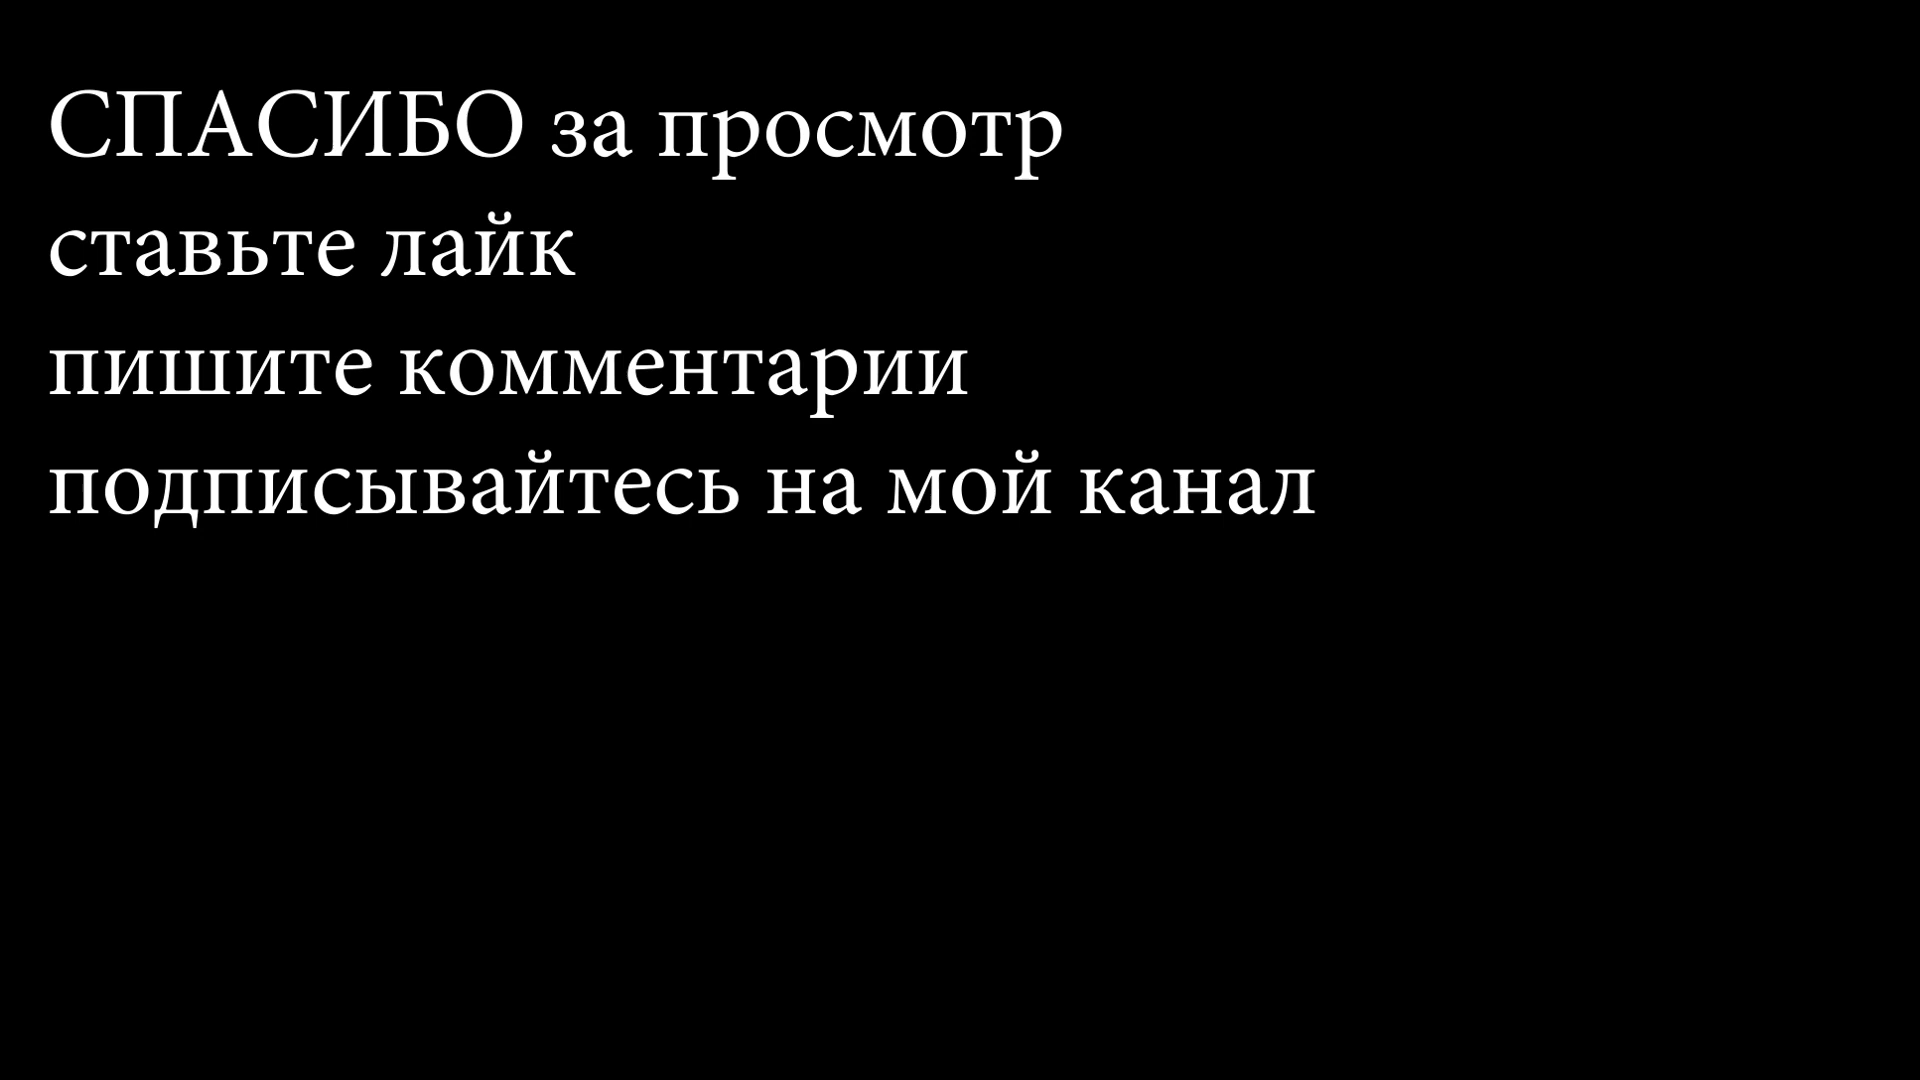 СПАСИБО за просмотр
ставьте лайк
пишите комментарии
подписывайтесь на мой канал